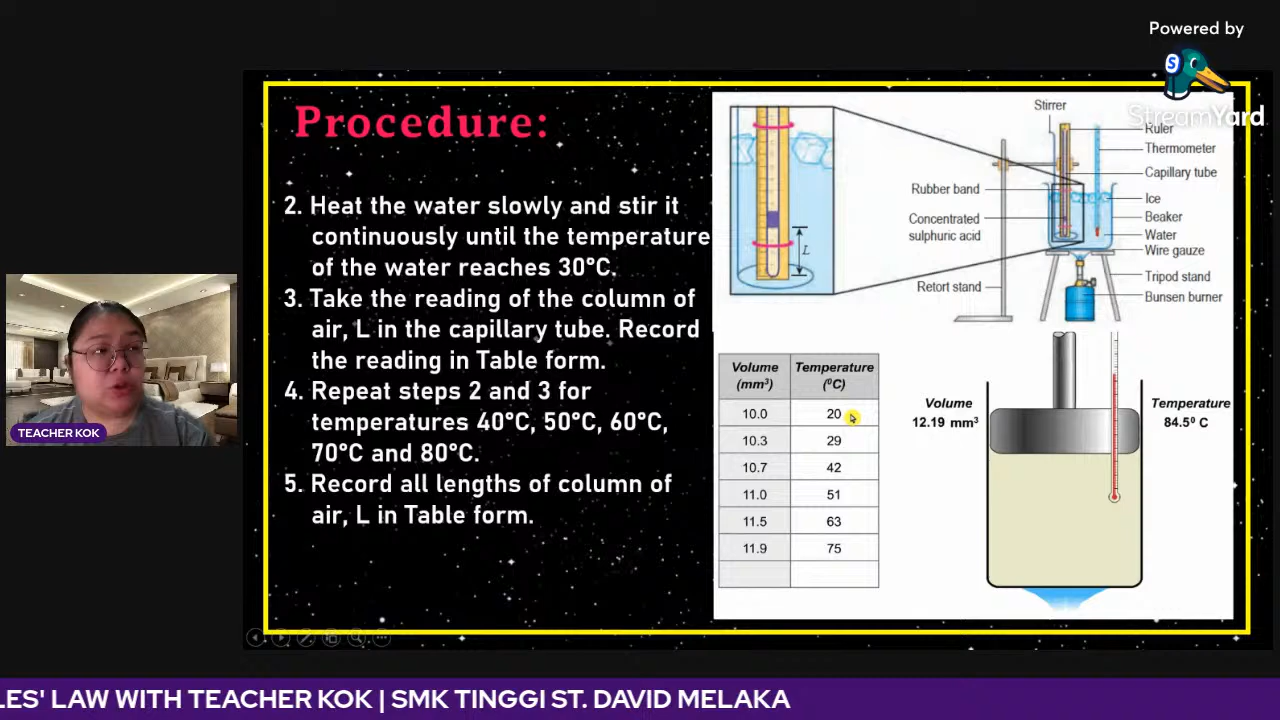 Powered by
S
StreamYard
Procedure:
2. Heat the water slowly and stir it
continuously until the temperature
of the water reaches 30°C.
3. Take the reading of the column of
air, L in the capillary tube. Record
the reading in Table form.
4. Repeat steps 2 and 3 for
temperatures 40°C, 50°C, 60°C,
70°C and 80°C.
5. Record all lengths of column of
air, L in Table form.
Stirrer
Ruler
Thermometer
Capillary tube
Rubber band
Ice
Concentrated
sulphuric acid
Beaker
Water
Wire gauze
Retort stand
Tripod stand
Bunsen burner
L
Volume Temperature
(mm³) (⁰C)
10.0 20
10.3 29
10.7 42
11.0 51
11.5 63
11.9 75
Volume
12.19 mm³
Temperature
84.5⁰ C
TEACHER KOK
LES' LAW WITH TEACHER KOK | SMK TINGGI ST. DAVID MELAKA